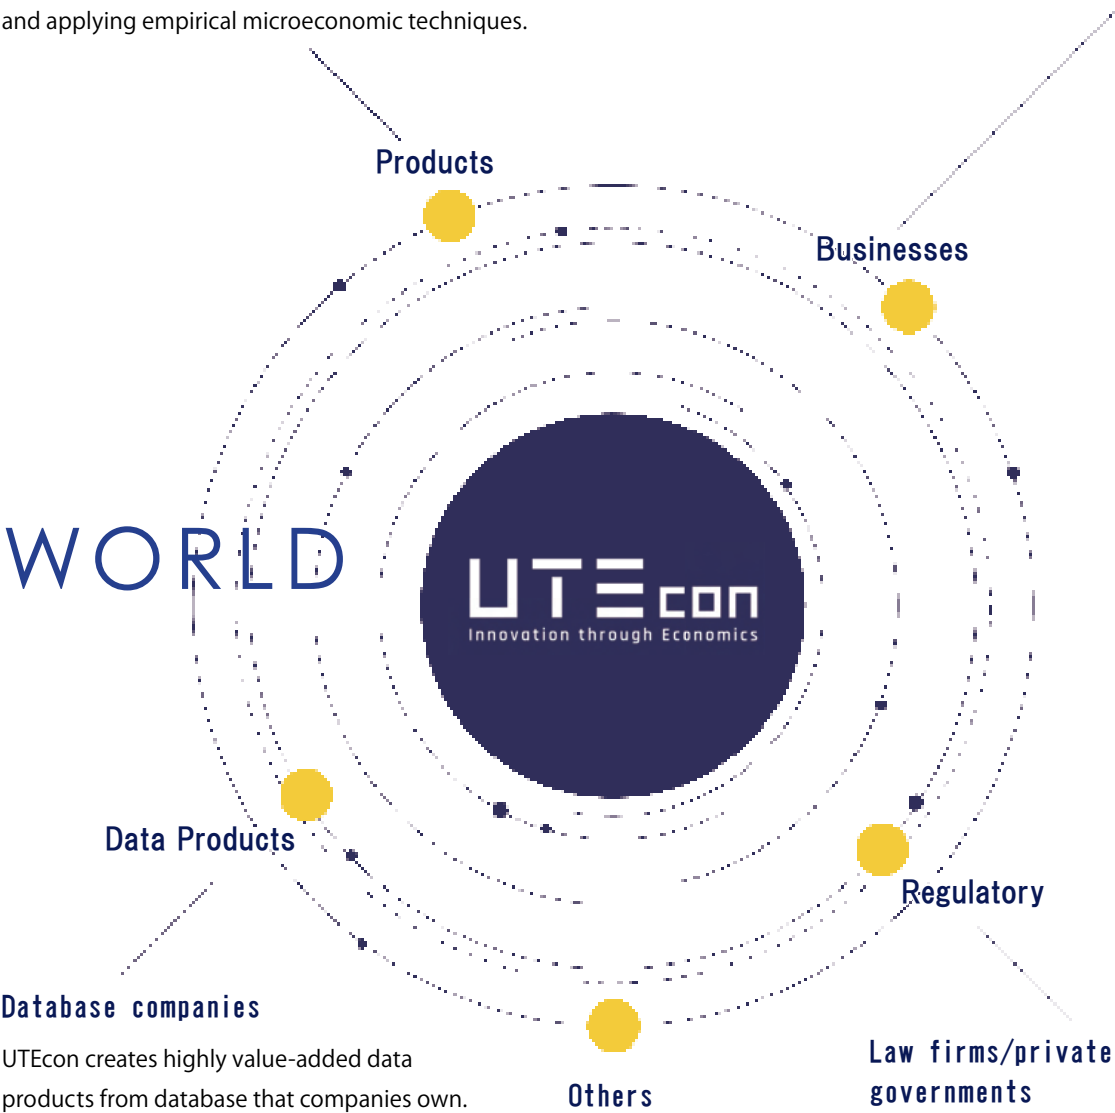 and applying empirical microeconomic techniques.
Products
Businesses
WORLD
UTEcon
Innovation through Economics
Data Products
Regulatory
Database companies
UTEcon creates highly value-added data
products from database that companies own.
Others
Law firms/private
governments